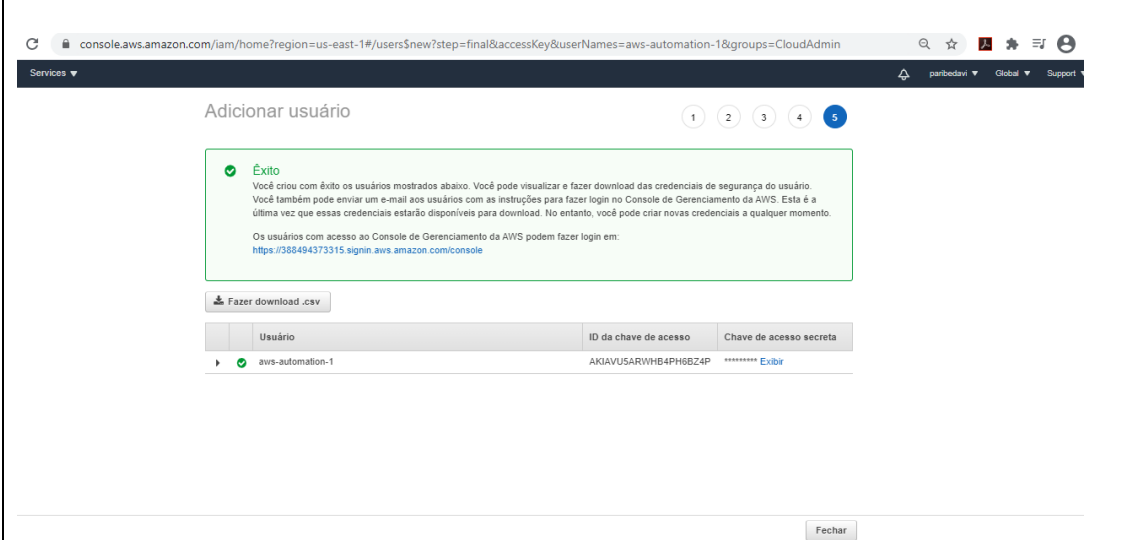 console.aws.amazon.com/iam/home?region=us-east-1#/users$new?step=final&accessKey&userNames=aws-automation-1&groups=CloudAdmin
Services paribedavi Global Support
Adicionar usuário 1 2 3 4 5
Êxito
Você criou com êxito os usuários mostrados abaixo. Você pode visualizar e fazer download das credenciais de segurança do usuário.
Você também pode enviar um e-mail aos usuários com as instruções para fazer login no Console de Gerenciamento da AWS. Esta é a
última vez que essas credenciais estarão disponíveis para download. No entanto, você pode criar novas credenciais a qualquer momento.
Os usuários com acesso ao Console de Gerenciamento da AWS podem fazer login em:
https://388494373315.signin.aws.amazon.com/console
Fazer download .csv
Usuário ID da chave de acesso Chave de acesso secreta
aws-automation-1 AKIAVU5ARWHB4PH6BZ4P ********* Exibir
Fechar